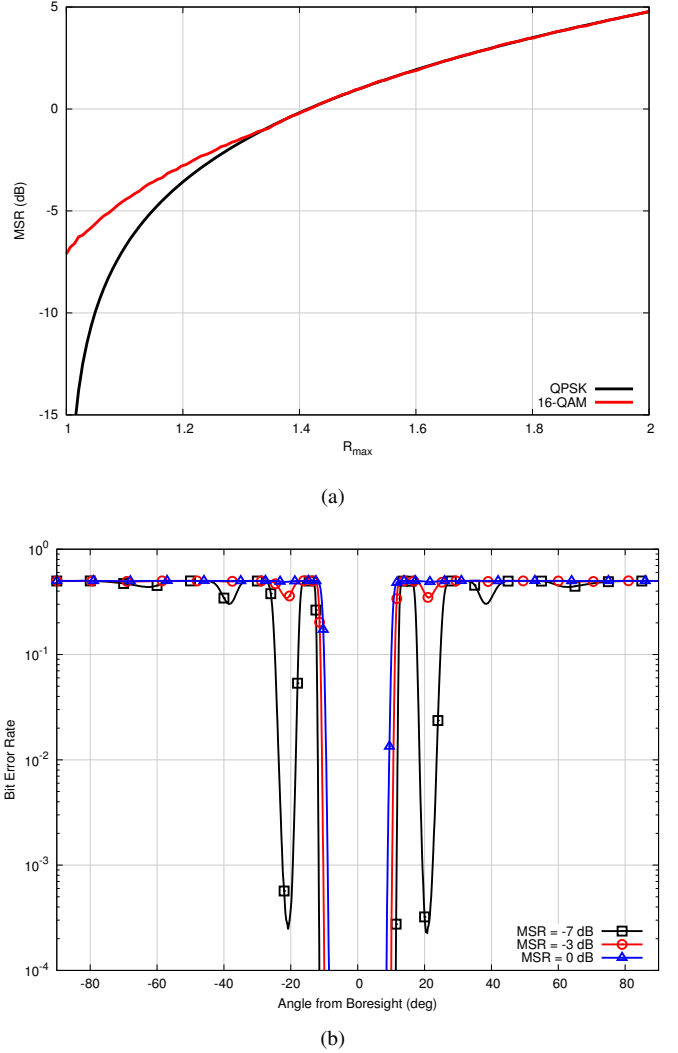 5
0
-5
-10
-15
MSR (dB)
QPSK
16-QAM
1
1.2
1.4
1.6
1.8
2
R_max
(a)
10^0
10^-1
10^-2
10^-3
10^-4
Bit Error Rate
MSR = -7 dB
MSR = -3 dB
MSR = 0 dB
-80 -60 -40 -20 0 20 40 60 80
Angle from Boresight (deg)
(b)